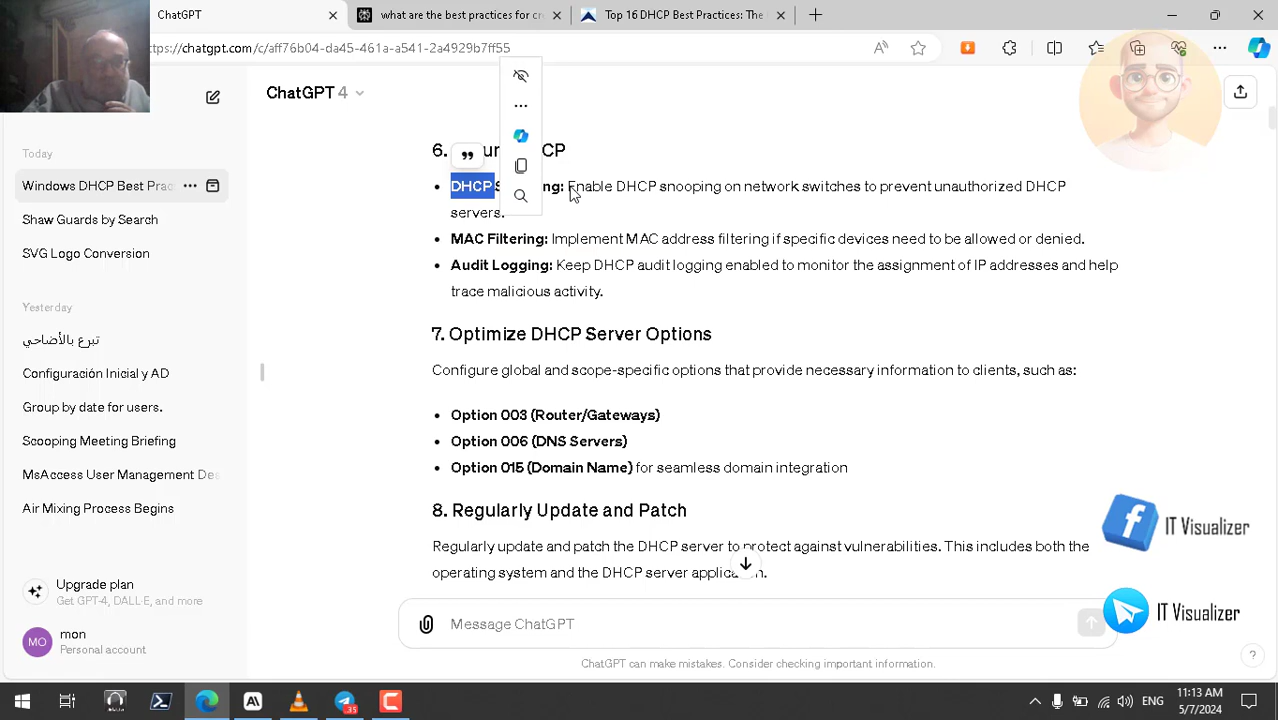 ChatGPT
what are the best practices for cr
Top 16 DHCP Best Practices: The
ttps://chatgpt.com/c/aff76b04-da45-461a-a541-2a4929b7ff55
ChatGPT 4
Today
Windows DHCP Best Prac
Shaw Guards by Search
SVG Logo Conversion
Yesterday
تبرع بالأضاحي
Configuración Inicial y AD
Group by date for users.
Scooping Meeting Briefing
MsAccess User Management De
Air Mixing Process Begins
Upgrade plan
Get GPT-4, DALL·E, and more
MO
mon
Personal account
6. CP
DHCP ng: Enable DHCP snooping on network switches to prevent unauthorized DHCP
servers.
MAC Filtering: Implement MAC address filtering if specific devices need to be allowed or denied.
Audit Logging: Keep DHCP audit logging enabled to monitor the assignment of IP addresses and help
trace malicious activity.
7. Optimize DHCP Server Options
Configure global and scope-specific options that provide necessary information to clients, such as:
Option 003 (Router/Gateways)
Option 006 (DNS Servers)
Option 015 (Domain Name) for seamless domain integration
8. Regularly Update and Patch
Regularly update and patch the DHCP server to protect against vulnerabilities. This includes both the
operating system and the DHCP server application.
Message ChatGPT
ChatGPT can make mistakes. Consider checking important information.
?
IT Visualizer
IT Visualizer
35
ENG
11:13 AM
5/7/2024